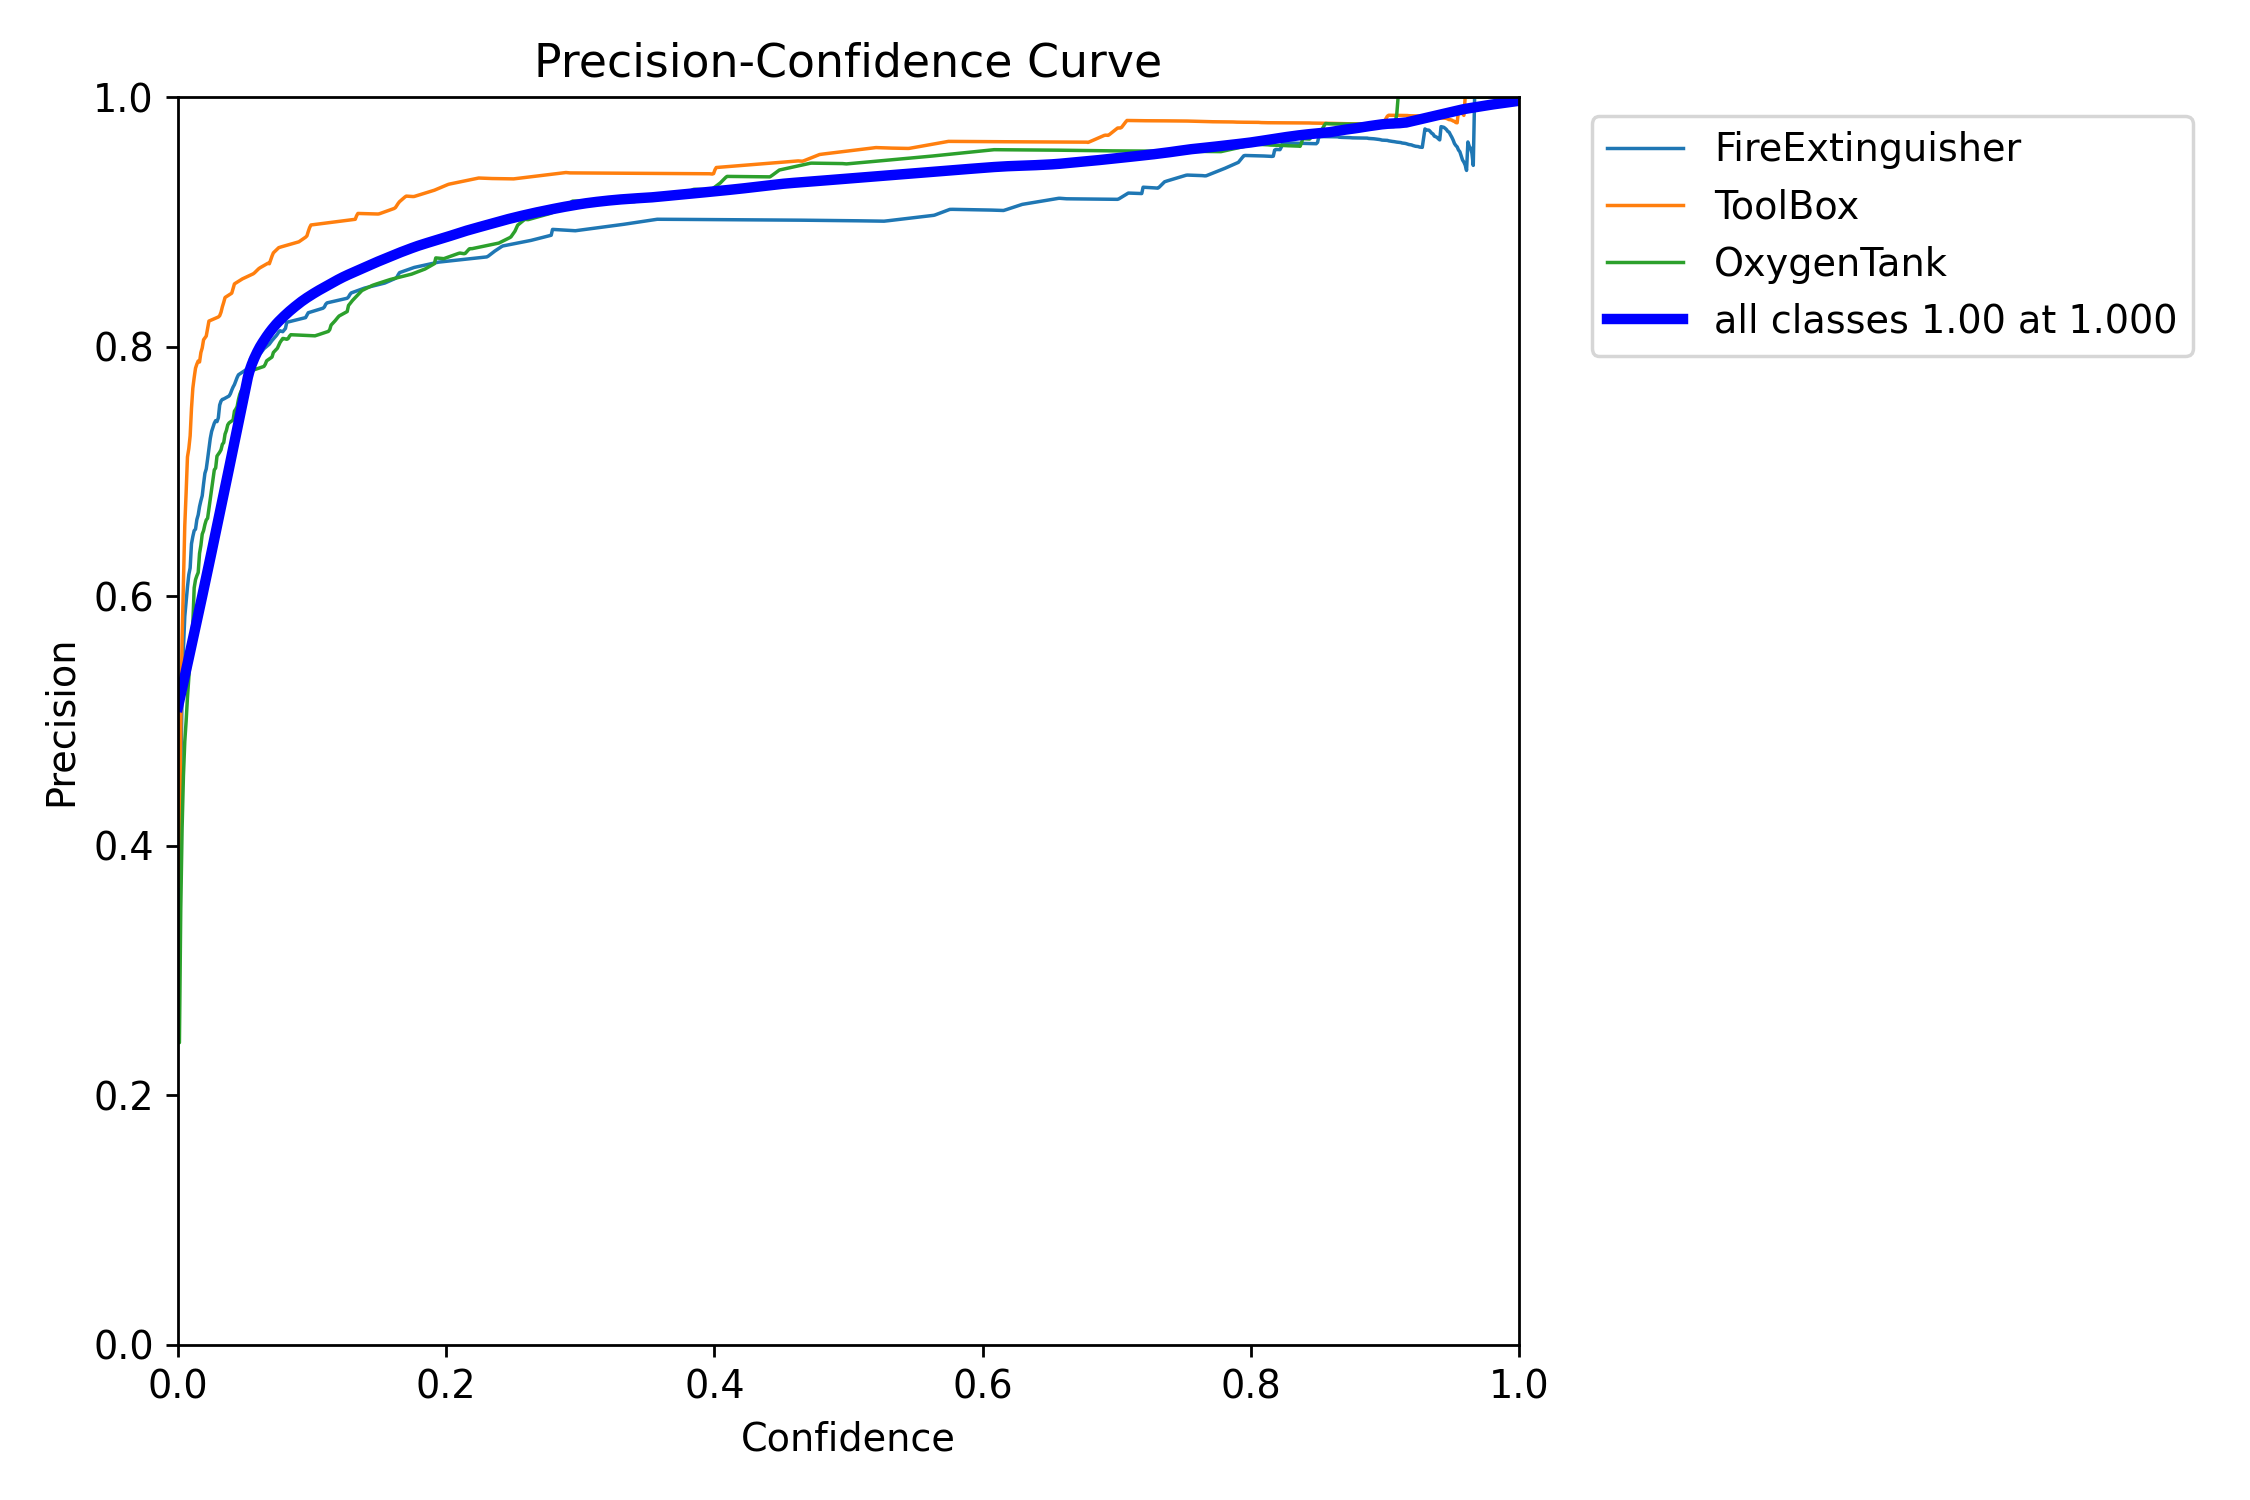 Precision-Confidence Curve
1.0
0.8
0.6
0.4
0.2
0.0
Precision
0.0 0.2 0.4 0.6 0.8 1.0
Confidence
FireExtinguisher
ToolBox
OxygenTank
all classes 1.00 at 1.000